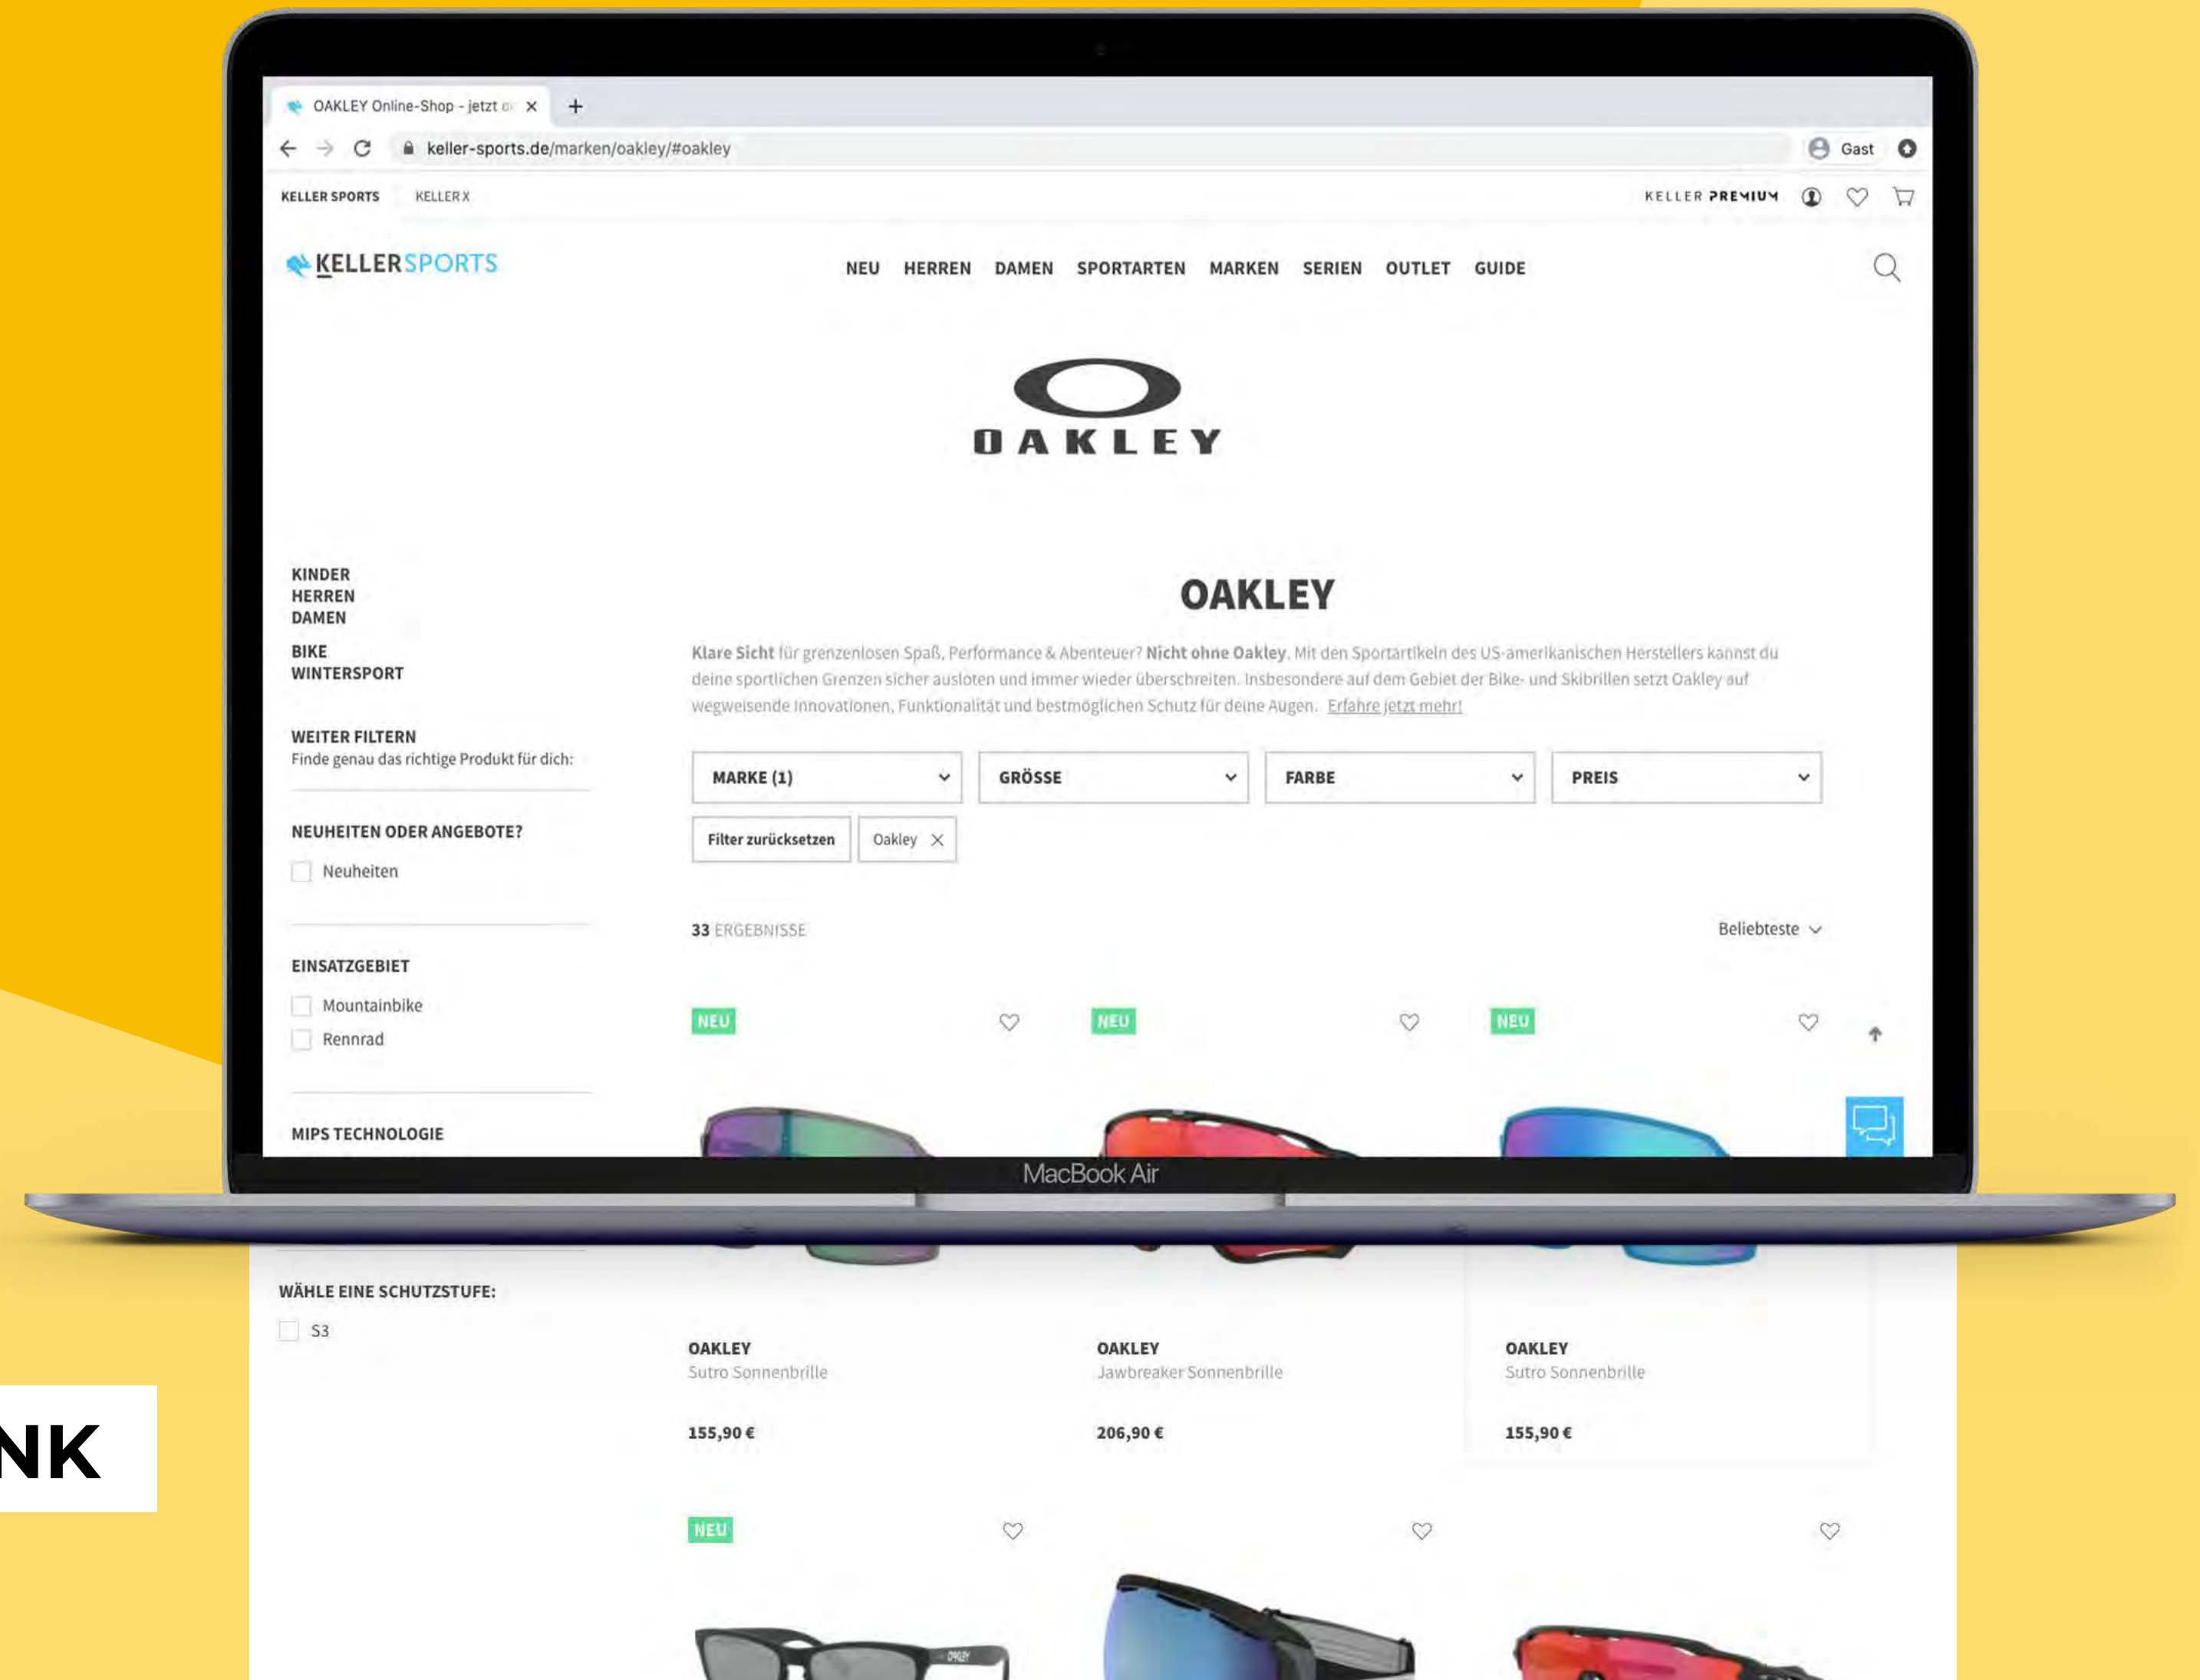 OAKLEY Online-Shop - jetzt
keller-sports.de/marken/oakley/#oakley
Gast
KELLER SPORTS KELLER X
KELLER PREMIUM
KELLERSPORTS
NEU HERREN DAMEN SPORTARTEN MARKEN SERIEN OUTLET GUIDE
OAKLEY
KINDER
HERREN
DAMEN
BIKE
WINTERSPORT
WEITER FILTERN
Finde genau das richtige Produkt für dich:
NEUHEITEN ODER ANGEBOTE?
Neuheiten
EINSATZGEBIET
Mountainbike
Rennrad
MIPS TECHNOLOGIE
OAKLEY
Klare Sicht für grenzenlosen Spaß, Performance & Abenteuer? Nicht ohne Oakley. Mit den Sportartikeln des US-amerikanischen Herstellers kannst du
deine sportlichen Grenzen sicher ausloten und immer wieder überschreiten. Insbesondere auf dem Gebiet der Bike- und Skibrillen setzt Oakley auf
wegweisende Innovationen, Funktionalität und bestmöglichen Schutz für deine Augen. Erfahre jetzt mehr!
MARKE (1) GRÖSSE FARBE PREIS
Filter zurücksetzen Oakley
33 ERGEBNISSE
Beliebteste
NEU NEU NEU
MacBook Air
WÄHLE EINE SCHUTZSTUFE:
S3
OAKLEY
Sutro Sonnenbrille
155,90 €
OAKLEY
Jawbreaker Sonnenbrille
206,90 €
OAKLEY
Sutro Sonnenbrille
155,90 €
NK
NEU
OAKLEY